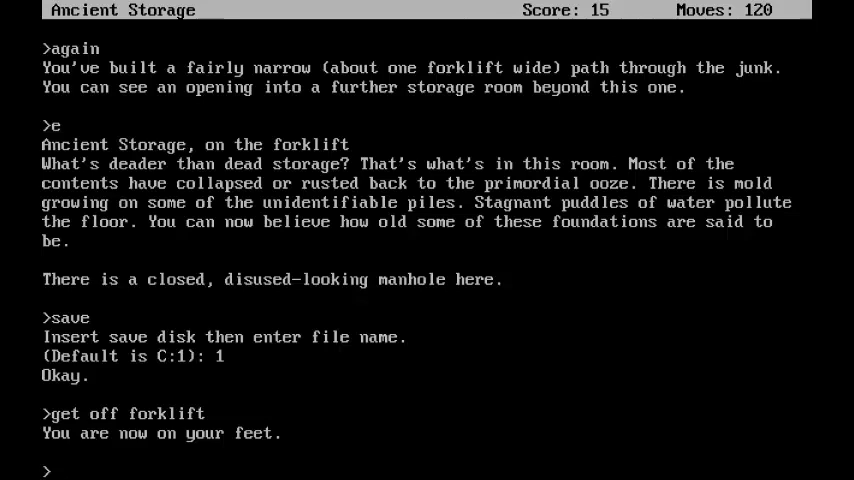 Ancient Storage Score: 15 Moves: 120
>again
You've built a fairly narrow (about one forklift wide) path through the junk.
You can see an opening into a further storage room beyond this one.
>e
Ancient Storage, on the forklift
What's deader than dead storage? That's what's in this room. Most of the
contents have collapsed or rusted back to the primordial ooze. There is mold
growing on some of the unidentifiable piles. Stagnant puddles of water pollute
the floor. You can now believe how old some of these foundations are said to
be.
There is a closed, disused-looking manhole here.
>save
Insert save disk then enter file name.
(Default is C:1): 1
Okay.
>get off forklift
You are now on your feet.
>